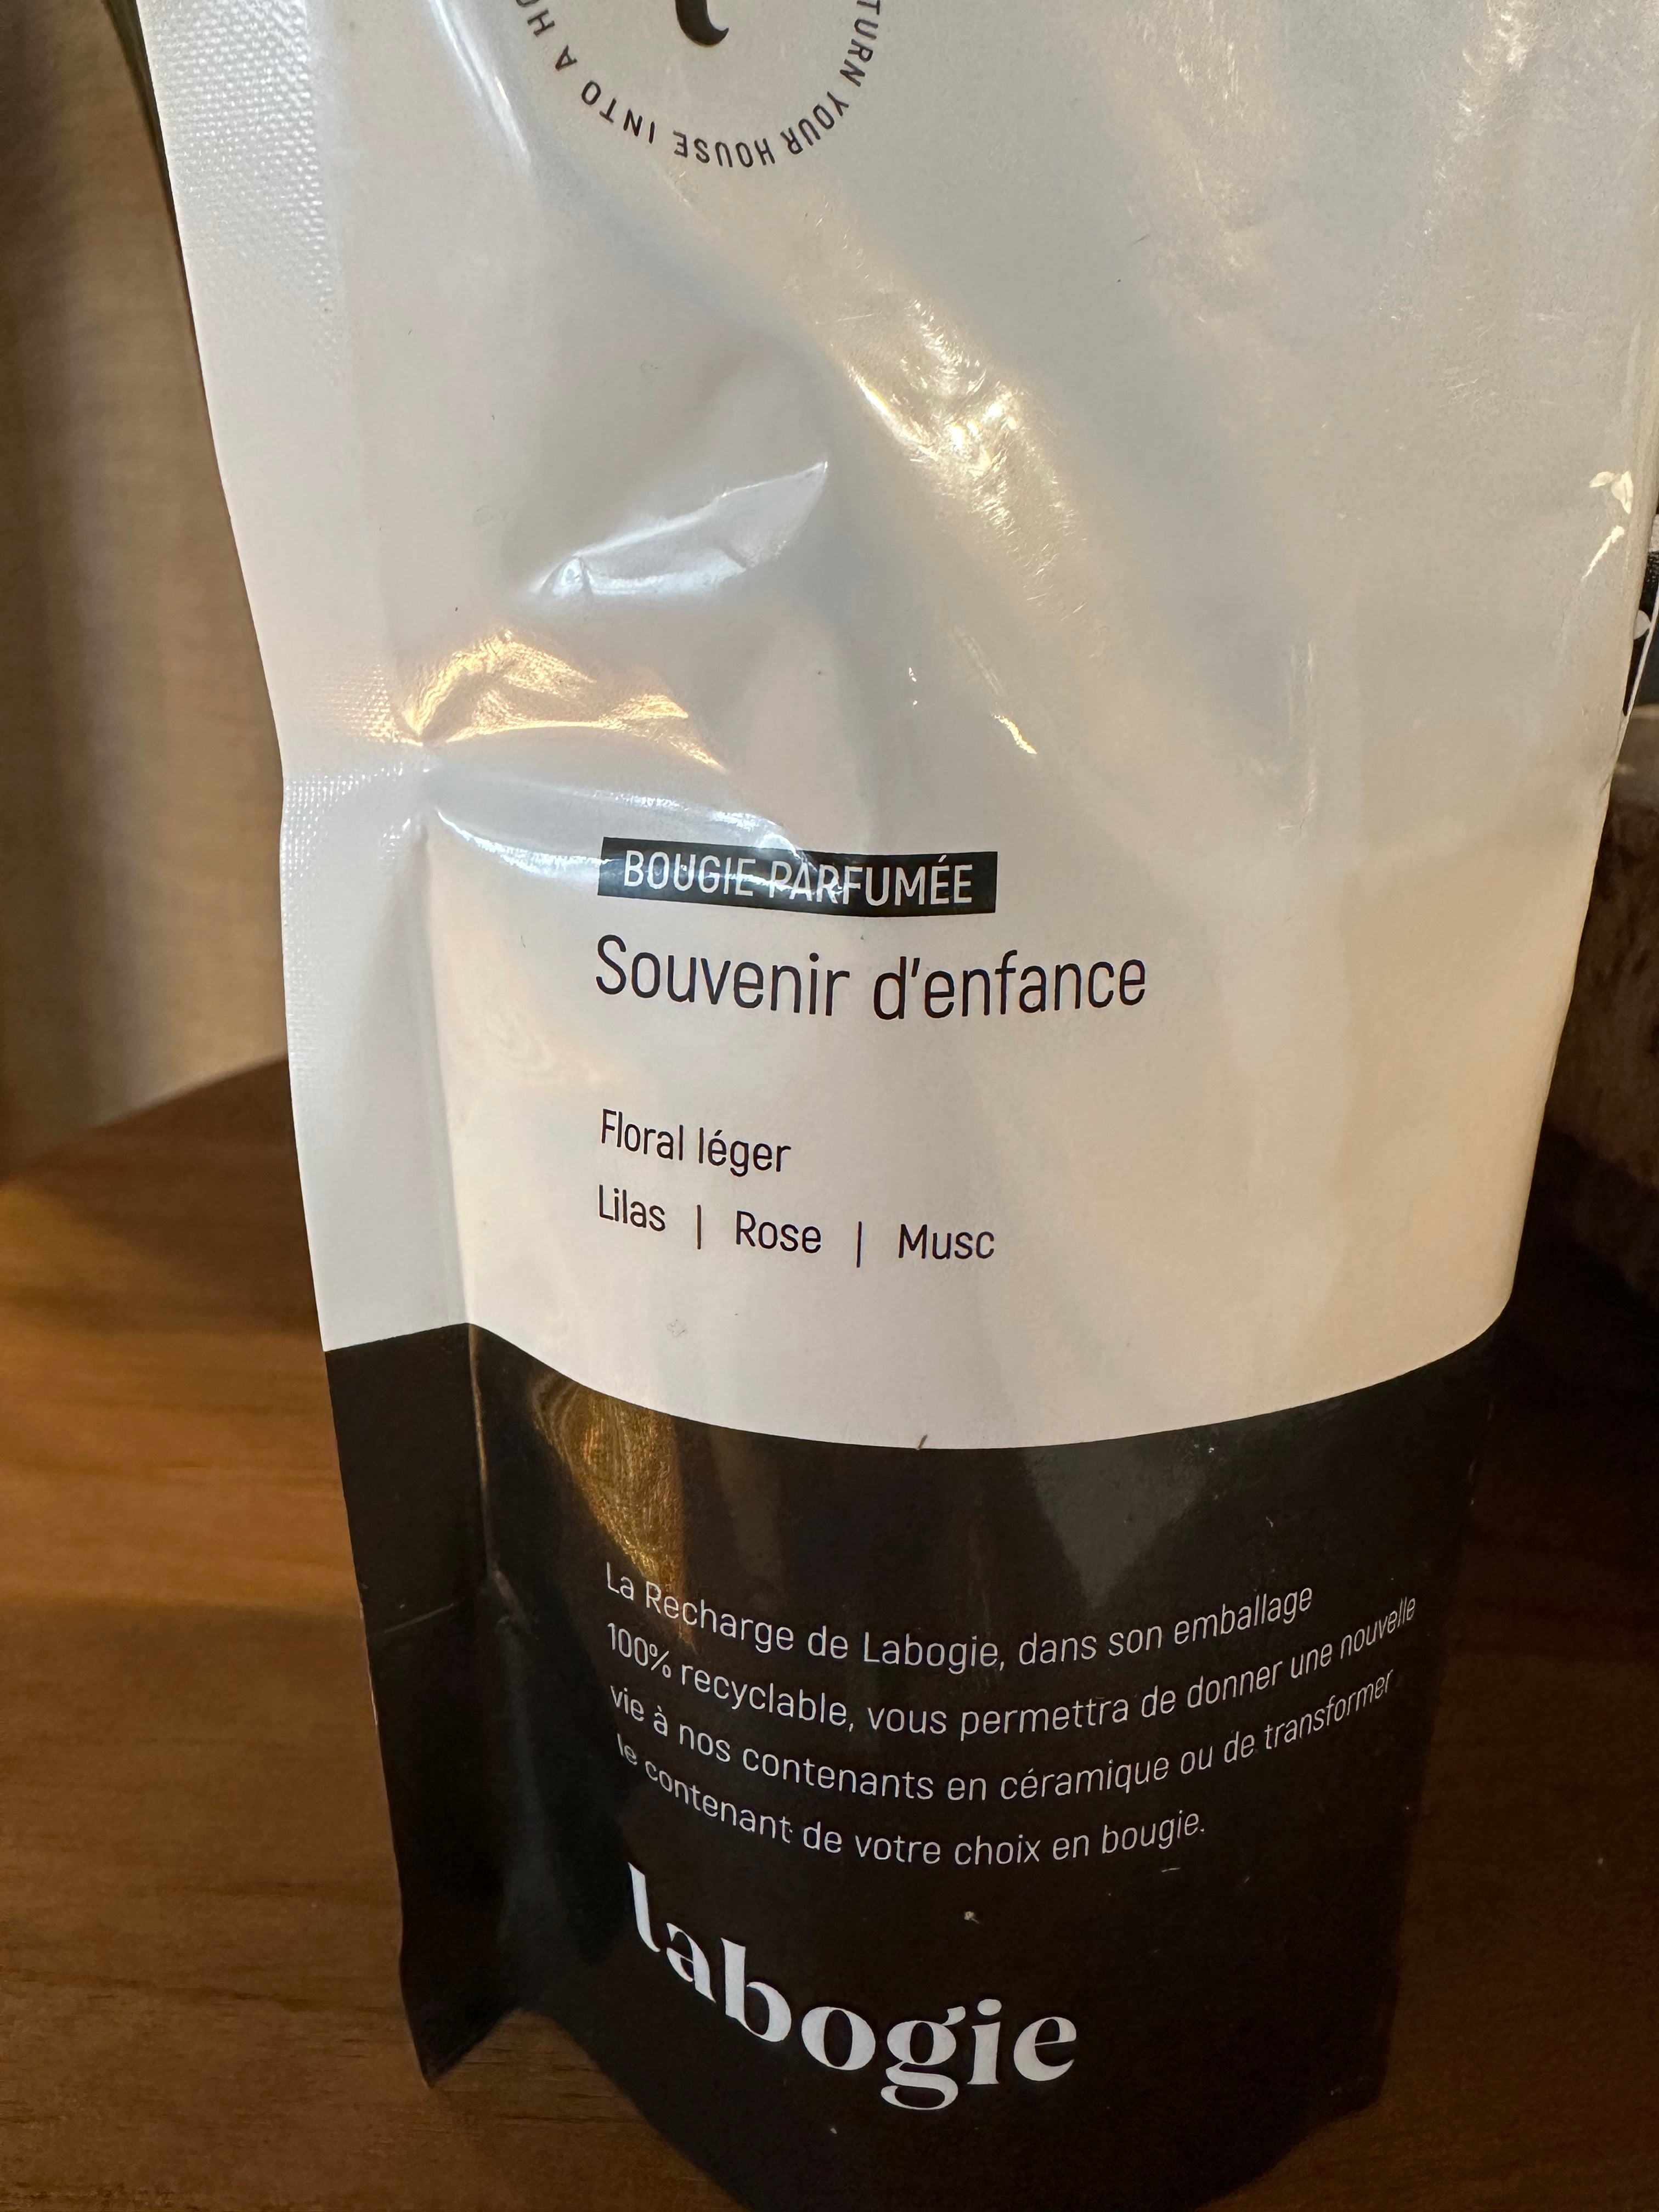 TURN YOUR HOUSE INTO A
BOUGIE PARFUMÉE
Souvenir d'enfance
Floral léger
Lilas | Rose | Musc
La Recharge de Labogie, dans son emballage
100% recyclable, vous permettra de donner une nouvelle
vie à nos contenants en céramique ou de transformer
le contenant de votre choix en bougie.
labogie